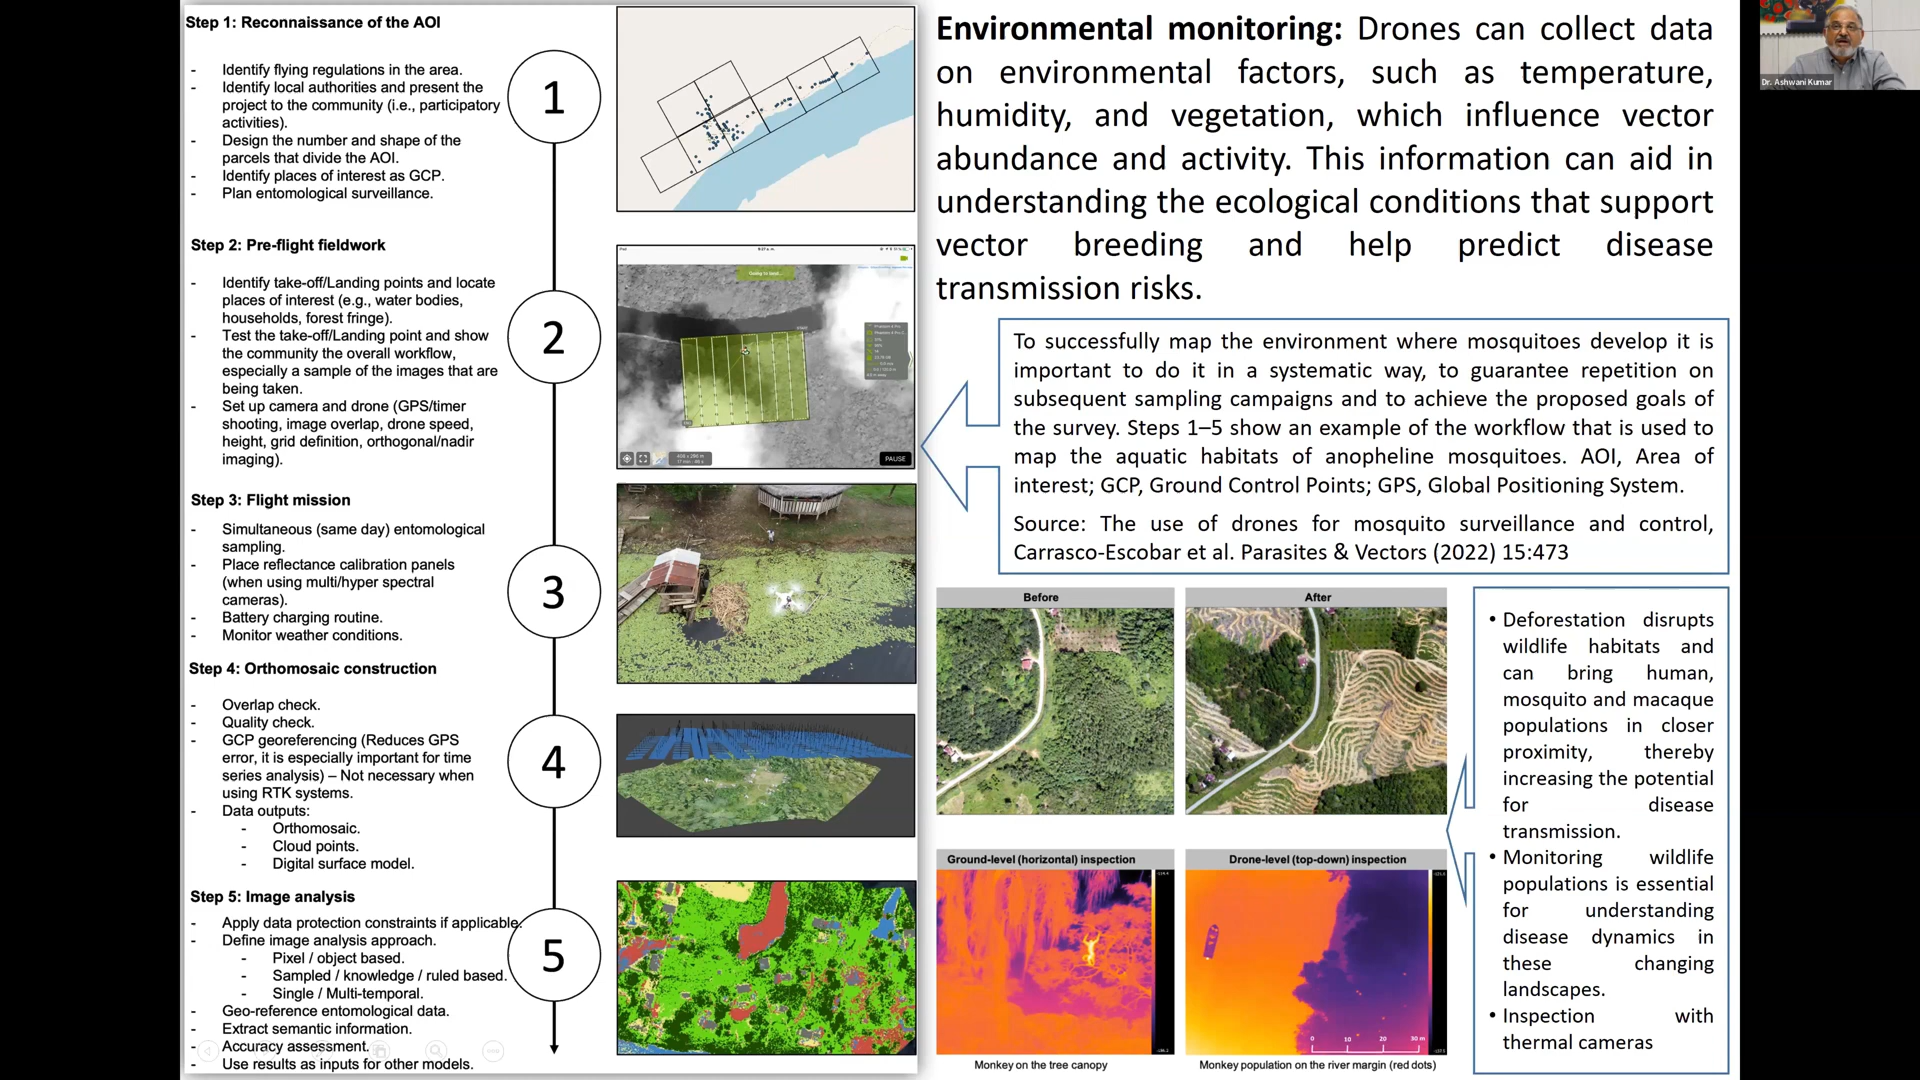 Step 1: Reconnaissance of the AOI
- Identify flying regulations in the area.
- Identify local authorities and present the
project to the community (i.e., participatory
activities).
- Design the number and shape of the
parcels that divide the AOI.
- Identify places of interest as GCP.
- Plan entomological surveillance.
1
Step 2: Pre-flight fieldwork
- Identify take-off/Landing points and locate
places of interest (e.g., water bodies,
households, forest fringe).
- Test the take-off/Landing point and show
the community the overall workflow,
especially a sample of the images that are
being taken.
- Set up camera and drone (GPS/timer
shooting, image overlap, drone speed,
height, grid definition, orthogonal/nadir
imaging).
2
PAUSE
Step 3: Flight mission
- Simultaneous (same day) entomological
sampling.
- Place reflectance calibration panels
(when using multi/hyper spectral
cameras).
- Battery charging routine.
- Monitor weather conditions.
3
Step 4: Orthomosaic construction
- Overlap check.
- Quality check.
- GCP georeferencing (Reduces GPS
error, it is especially important for time
series analysis) – Not necessary when
using RTK systems.
- Data outputs:
- Orthomosaic.
- Cloud points.
- Digital surface model.
4
Step 5: Image analysis
- Apply data protection constraints if applicable.
- Define image analysis approach.
- Pixel / object based.
- Sampled / knowledge / ruled based.
- Single / Multi-temporal.
- Geo-reference entomological data.
- Extract semantic information.
- Accuracy assessment.
- Use results as inputs for other models.
5
Environmental monitoring: Drones can collect data
on environmental factors, such as temperature,
humidity, and vegetation, which influence vector
abundance and activity. This information can aid in
understanding the ecological conditions that support
vector breeding and help predict disease
transmission risks.
To successfully map the environment where mosquitoes develop it is
important to do it in a systematic way, to guarantee repetition on
subsequent sampling campaigns and to achieve the proposed goals of
the survey. Steps 1–5 show an example of the workflow that is used to
map the aquatic habitats of anopheline mosquitoes. AOI, Area of
interest; GCP, Ground Control Points; GPS, Global Positioning System.
Source: The use of drones for mosquito surveillance and control,
Carrasco-Escobar et al. Parasites & Vectors (2022) 15:473
Before
After
Ground-level (horizontal) inspection
Drone-level (top-down) inspection
0 10 20 30 m
Monkey on the tree canopy
Monkey population on the river margin (red dots)
• Deforestation disrupts
wildlife habitats and
can bring human,
mosquito and macaque
populations in closer
proximity, thereby
increasing the potential
for disease
transmission.
• Monitoring wildlife
populations is essential
for understanding
disease dynamics in
these changing
landscapes.
• Inspection with
thermal cameras
Dr. Ashwani Kumar